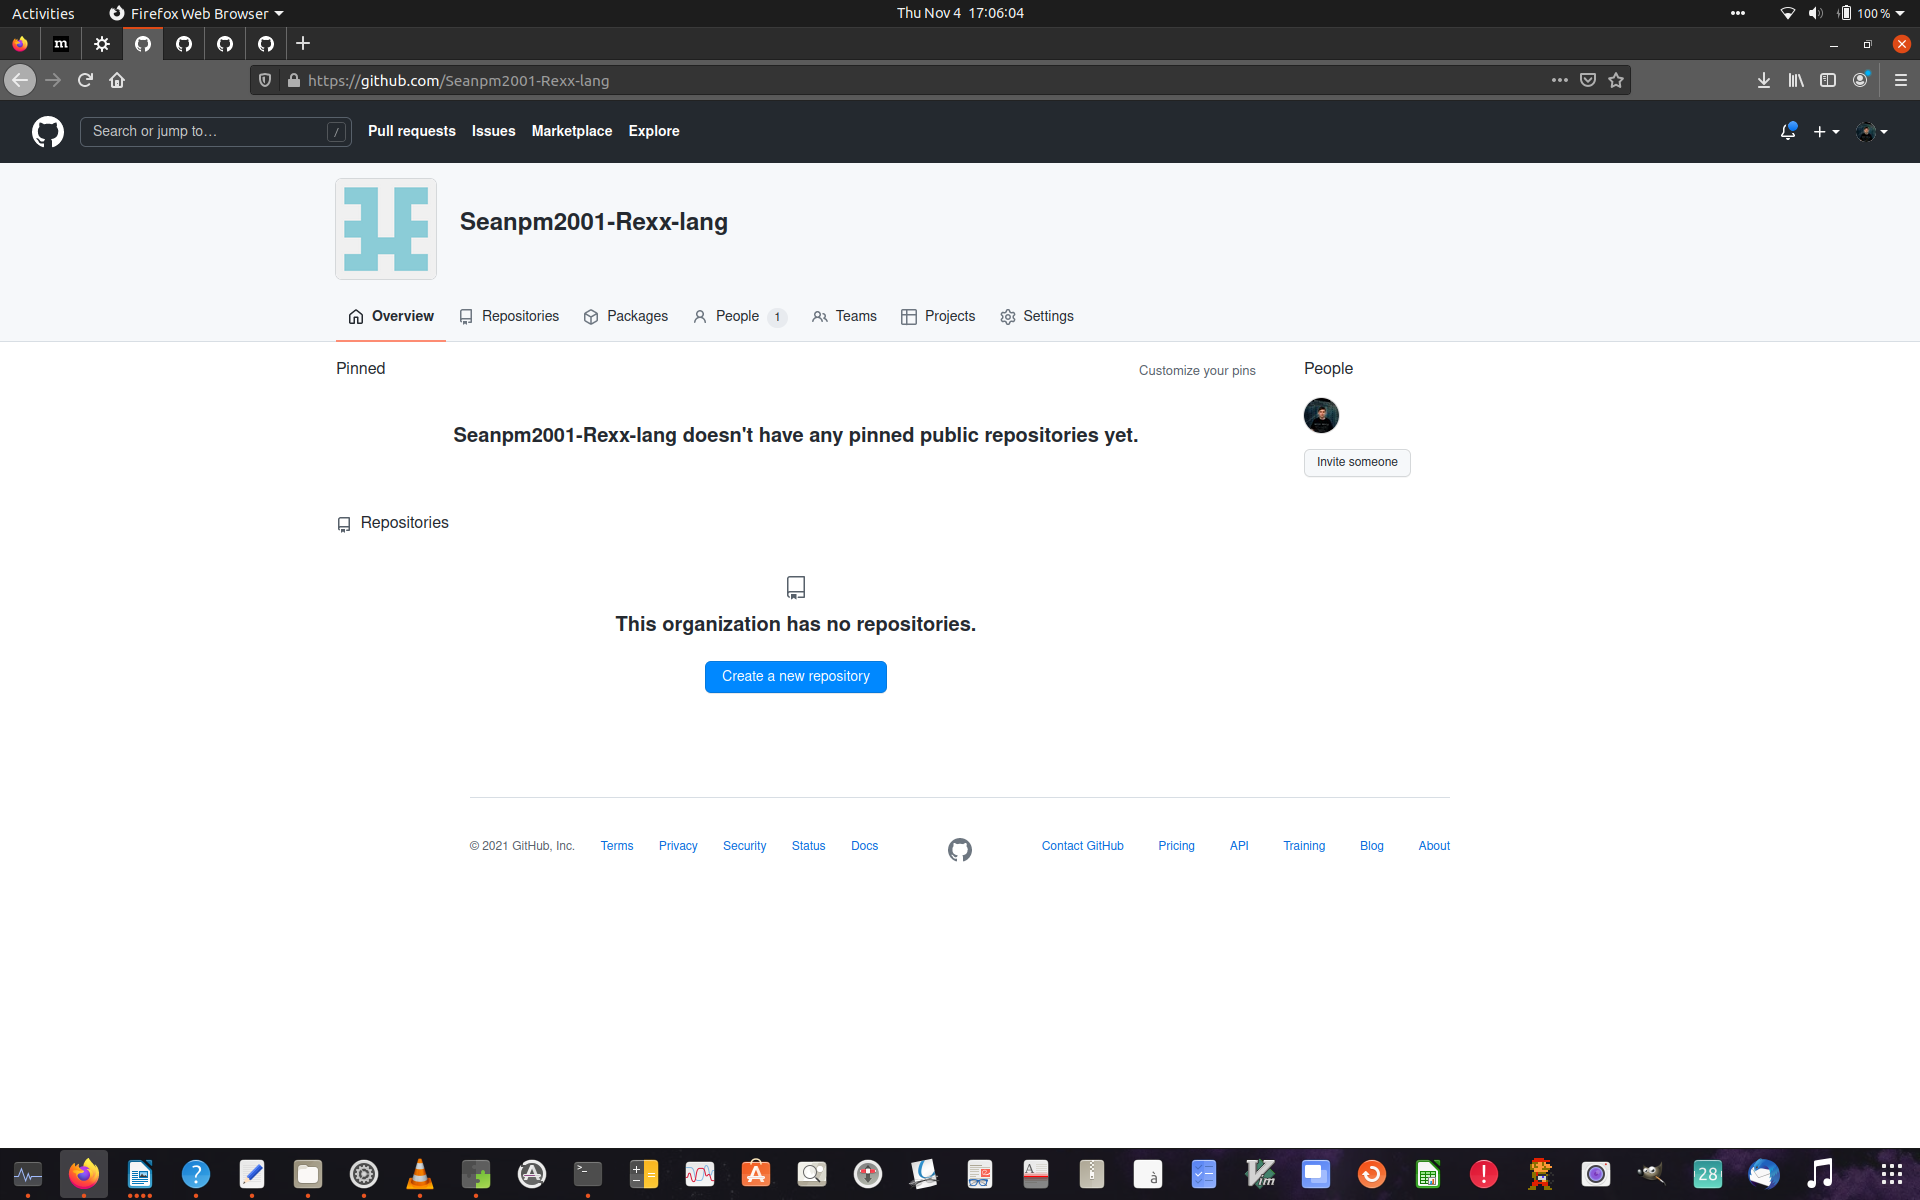 Activities Firefox Web Browser Thu Nov 4 17:06:04 100 %
m
https://github.com/Seanpm2001-Rexx-lang
Search or jump to… / Pull requests Issues Marketplace Explore
Seanpm2001-Rexx-lang
Overview Repositories Packages People 1 Teams Projects Settings
Pinned Customize your pins People
Seanpm2001-Rexx-lang doesn't have any pinned public repositories yet.
Invite someone
Repositories
This organization has no repositories.
Create a new repository
© 2021 GitHub, Inc. Terms Privacy Security Status Docs Contact GitHub Pricing API Training Blog About
? >_ A à Vim ! 28